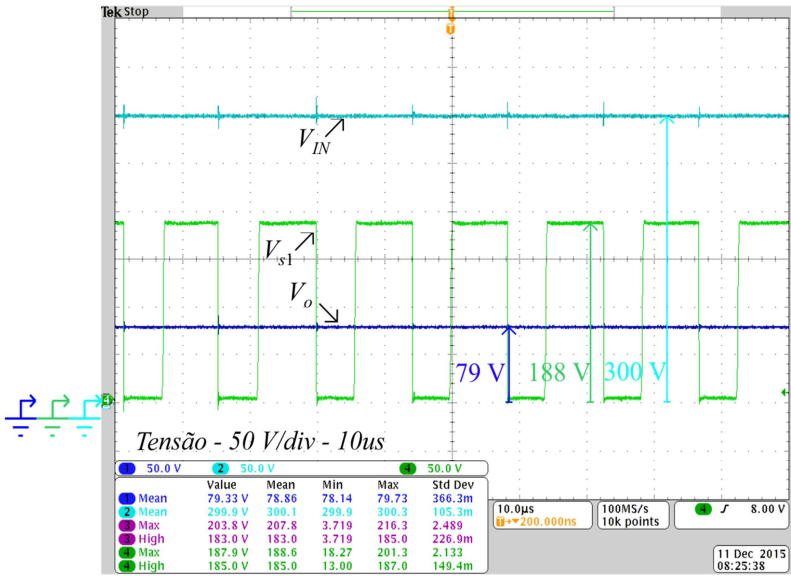 Tek Stop
T
T
V_IN
V_s1
V_o
79 V 188 V 300 V
4
Tensão - 50 V/div - 10us
1 50.0 V 2 50.0 V 4 50.0 V
Value Mean Min Max Std Dev
1 Mean 79.33 V 78.86 78.14 79.73 366.3m
2 Mean 299.9 V 300.1 299.9 300.3 105.3m
3 Max 203.8 V 207.8 3.719 216.3 2.489
3 High 183.0 V 183.0 3.719 185.0 226.9m
4 Max 187.9 V 188.6 18.27 201.3 2.133
4 High 185.0 V 185.0 13.00 187.0 149.4m
10.0µs
T→▼200.000ns
100MS/s
10k points
4 ∫ 8.00 V
11 Dec 2015
08:25:38